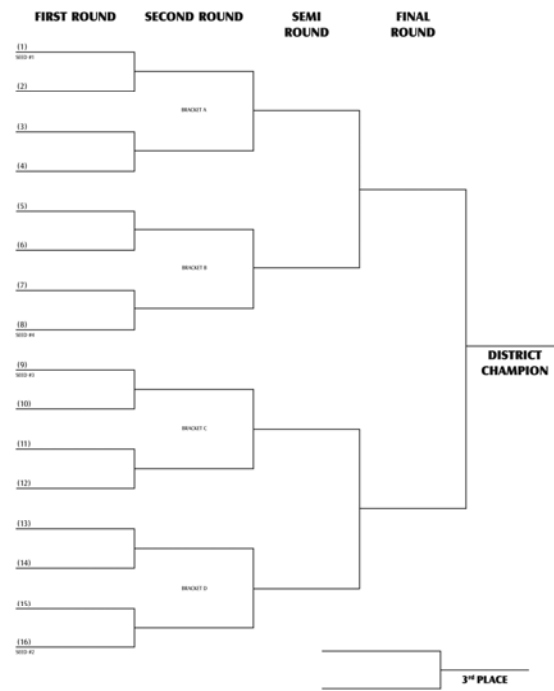 FIRST ROUND SECOND ROUND SEMI ROUND FINAL ROUND
(1)
SEED #1
(2)
BRACKET A
(3)
(4)
(5)
(6)
BRACKET B
(7)
(8)
SEED #4
DISTRICT CHAMPION
(9)
SEED #3
(10)
BRACKET C
(11)
(12)
(13)
(14)
BRACKET D
(15)
(16)
SEED #2
3rd PLACE